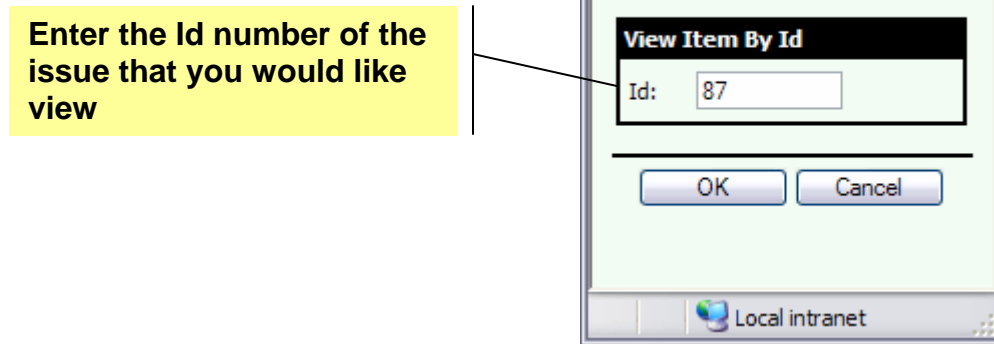 Enter the Id number of the
issue that you would like
view
View Item By Id
Id: 87
OK Cancel
Local intranet